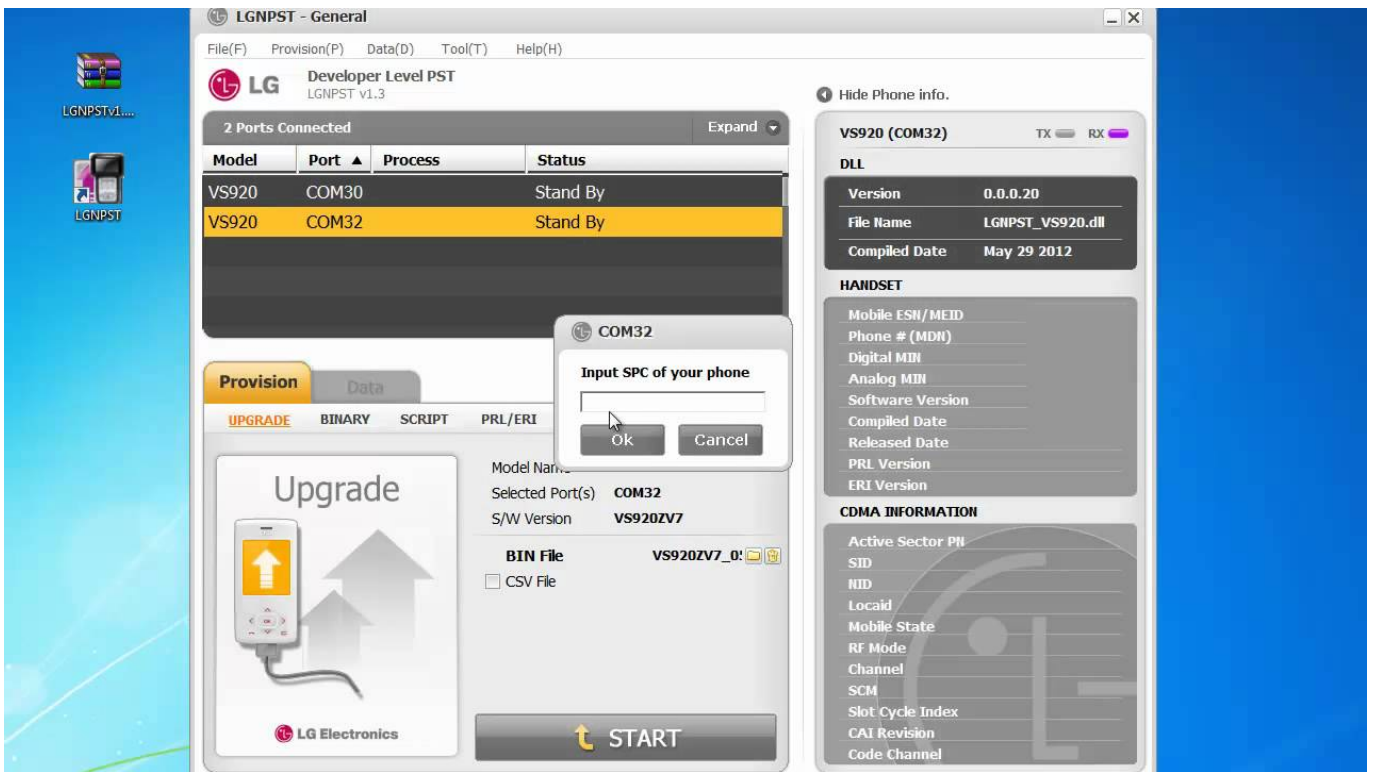 LGNPSTv1....
LGNPST
LGNPST - General
File(F) Provision(P) Data(D) Tool(T) Help(H)
LG
Developer Level PST
LGNPST v1.3
Hide Phone info.
2 Ports Connected Expand
Model Port ▲ Process Status
VS920 COM30 Stand By
VS920 COM32 Stand By
COM32
Input SPC of your phone
Ok Cancel
Provision Data
UPGRADE BINARY SCRIPT PRL/ERI
Upgrade
LG Electronics
Model
Selected Port(s) COM32
S/W Version VS920ZV7
BIN File VS920ZV7_0
CSV File
START
VS920 (COM32) TX RX
DLL
Version 0.0.0.20
File Name LGNPST_VS920.dll
Compiled Date May 29 2012
HANDSET
Mobile ESN/MEID
Phone # (MDN)
Digital MIN
Analog MIN
Software Version
Compiled Date
Released Date
PRL Version
ERI Version
CDMA INFORMATION
Active Sector PN
SID
NID
Locaid
Mobile State
RF Mode
Channel
SCM
Slot Cycle Index
CAI Revision
Code Channel